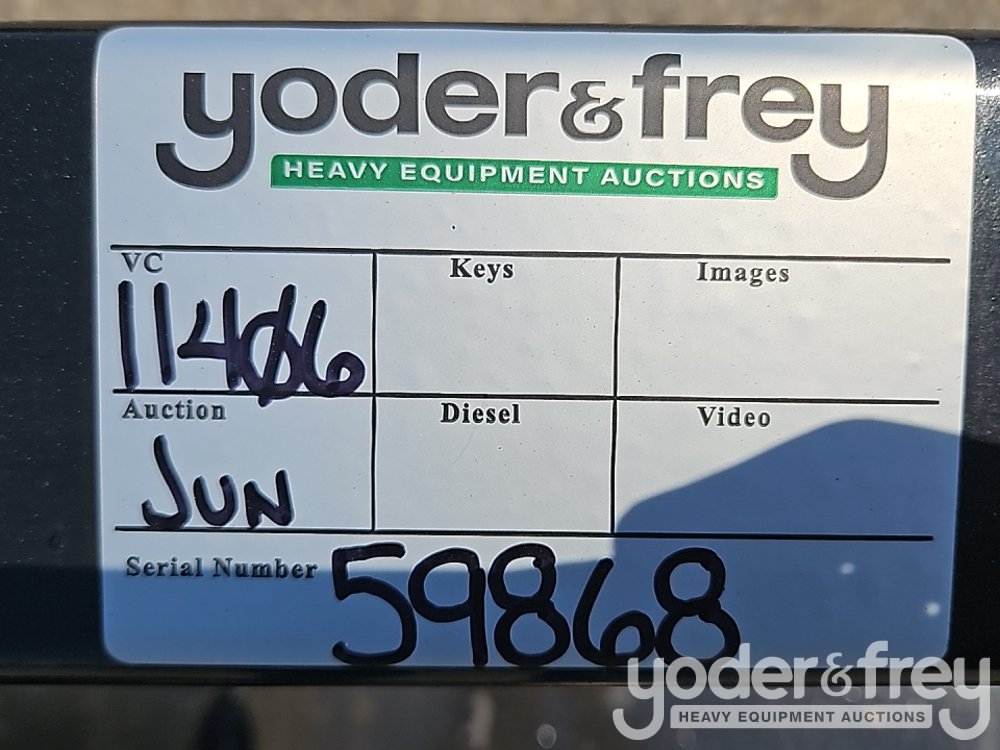 yoder&frey
HEAVY EQUIPMENT AUCTIONS
VC Keys Images
11406
Auction Diesel Video
JUN
Serial Number 59868
yoder&frey
HEAVY EQUIPMENT AUCTIONS